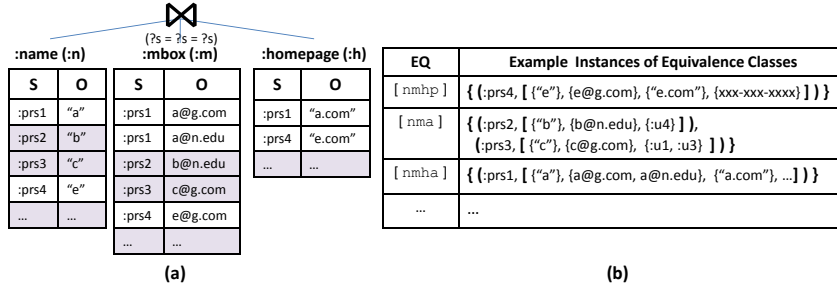 (?s = ?s = ?s)
:name (:n) :mbox (:m) :homepage (:h)
S O
:prs1 “a”
:prs2 “b”
:prs3 “c”
:prs4 “e”
... ...
S O
:prs1 a@g.com
:prs1 a@n.edu
:prs2 b@n.edu
:prs3 c@g.com
:prs4 e@g.com
... ...
S O
:prs1 “a.com”
:prs4 “e.com”
... ...
(a)
EQ Example Instances of Equivalence Classes
[nmhp] { (:prs4, [ {“e”}, {e@g.com}, {“e.com”}, {xxx-xxx-xxxx} ] ) }
[nma] { (:prs2, [ {“b”}, {b@n.edu}, {:u4} ] ),
(:prs3, [ {“c”}, {c@g.com}, {:u1, :u3} ] ) }
[nmha] { (:prs1, [ {“a”}, {a@g.com, a@n.edu}, {“a.com”}, ...] ) }
... ...
(b)